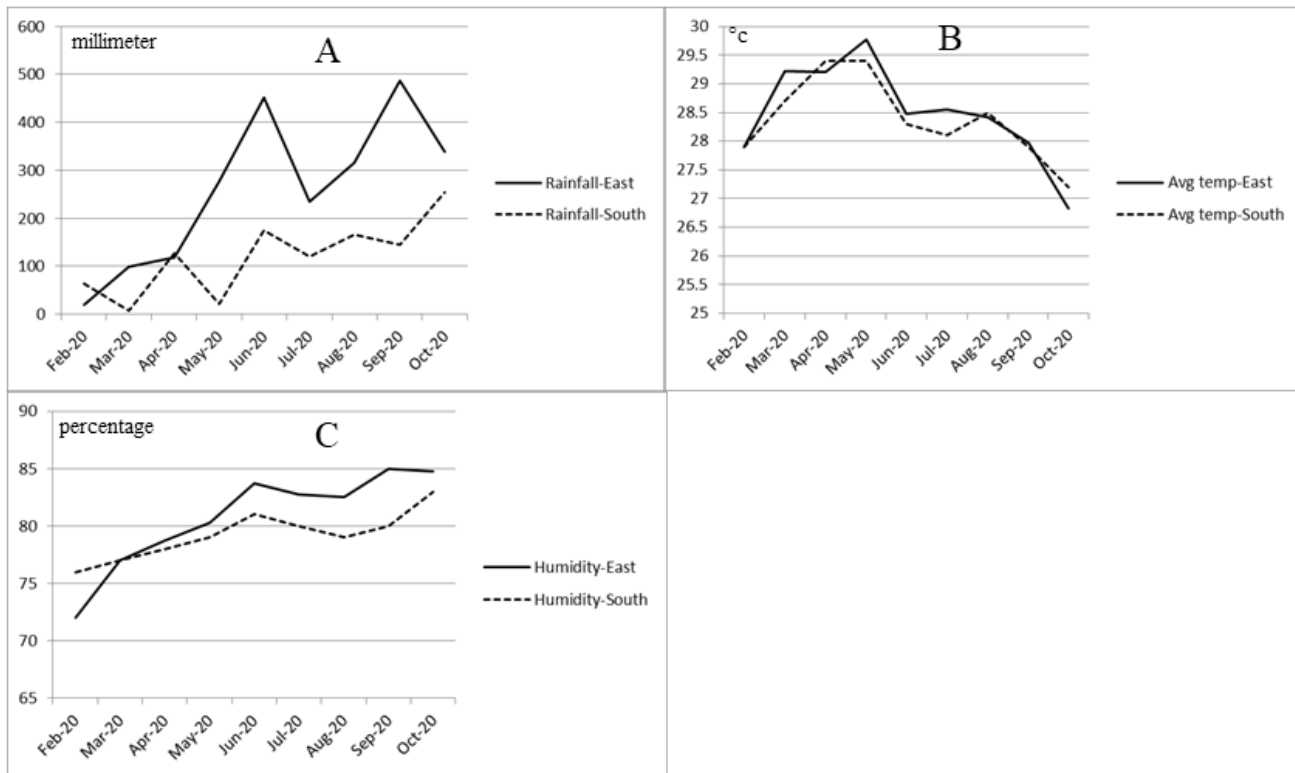 millimeter
A
600
500
400
300
200
100
0
Feb-20
Mar-20
Apr-20
May-20
Jun-20
Jul-20
Aug-20
Sep-20
Oct-20
Rainfall-East
Rainfall-South
°c
B
30
29.5
29
28.5
28
27.5
27
26.5
26
25.5
25
Feb-20
Mar-20
Apr-20
May-20
Jun-20
Jul-20
Aug-20
Sep-20
Oct-20
Avg temp-East
Avg temp-South
percentage
C
90
85
80
75
70
65
Feb-20
Mar-20
Apr-20
May-20
Jun-20
Jul-20
Aug-20
Sep-20
Oct-20
Humidity-East
Humidity-South